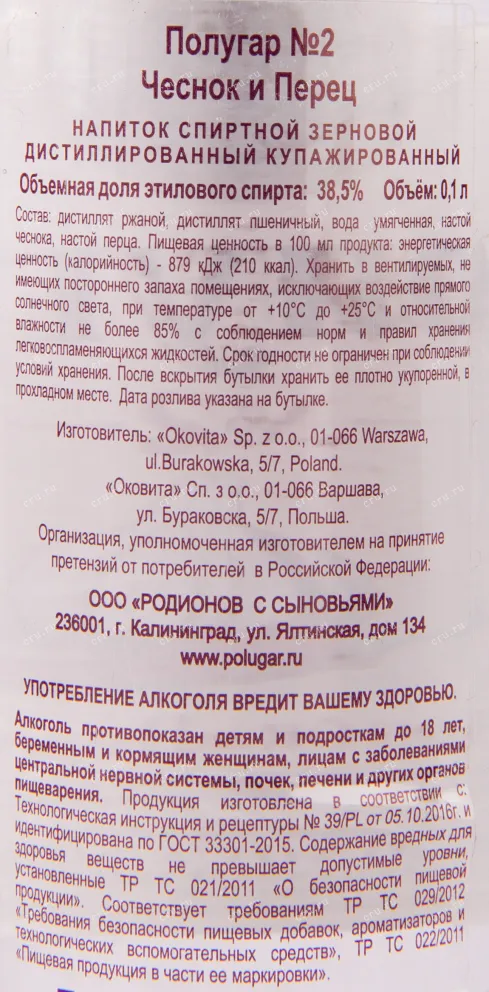 Полугар №2
Чеснок и Перец
НАПИТОК СПИРТНОЙ ЗЕРНОВОЙ
ДИСТИЛЛИРОВАННЫЙ КУПАЖИРОВАННЫЙ
Объемная доля этилового спирта: 38,5% Объём: 0,1 л
Состав: дистиллят ржаной, дистиллят пшеничный, вода умягченная, настой
чеснока, настой перца. Пищевая ценность в 100 мл продукта: энергетическая
ценность (калорийность) - 879 кДж (210 ккал). Хранить в вентилируемых, не
имеющих постороннего запаха помещениях, исключающих воздействие прямого
солнечного света, при температуре от +10°С до +25°С и относительной
влажности не более 85% с соблюдением норм и правил хранения
легковоспламеняющихся жидкостей. Срок годности не ограничен при соблюдении
условий хранения. После вскрытия бутылки хранить ее плотно укупоренной, в
прохладном месте. Дата розлива указана на бутылке.
Изготовитель: «Okovita» Sp. z o.o., 01-066 Warszawa,
ul.Burakowska, 5/7, Poland.
«Оковита» Сп. з о.о., 01-066 Варшава,
ул. Бураковска, 5/7, Польша.
Организация, уполномоченная изготовителем на принятие
претензий от потребителей в Российской Федерации:
ООО «РОДИОНОВ С СЫНОВЬЯМИ»
236001, г. Калининград, ул. Ялтинская, дом 134
www.polugar.ru
УПОТРЕБЛЕНИЕ АЛКОГОЛЯ ВРЕДИТ ВАШЕМУ ЗДОРОВЬЮ.
Алкоголь противопоказан детям и подросткам до 18 лет,
беременным и кормящим женщинам, лицам с заболеваниями
центральной нервной системы, почек, печени и других органов
пищеварения. Продукция изготовлена в соответствии с:
Технологическая инструкция и рецептуры № 39/PL от 05.10.2016г. и
идентифицирована по ГОСТ 33301-2015. Содержание вредных для
здоровья веществ не превышает допустимые уровни,
установленные ТР ТС 021/2011 «О безопасности пищевой
продукции». Соответствует требованиям ТР ТС 029/2012
«Требования безопасности пищевых добавок, ароматизаторов и
технологических вспомогательных средств», ТР ТС 022/2011
«Пищевая продукция в части ее маркировки».